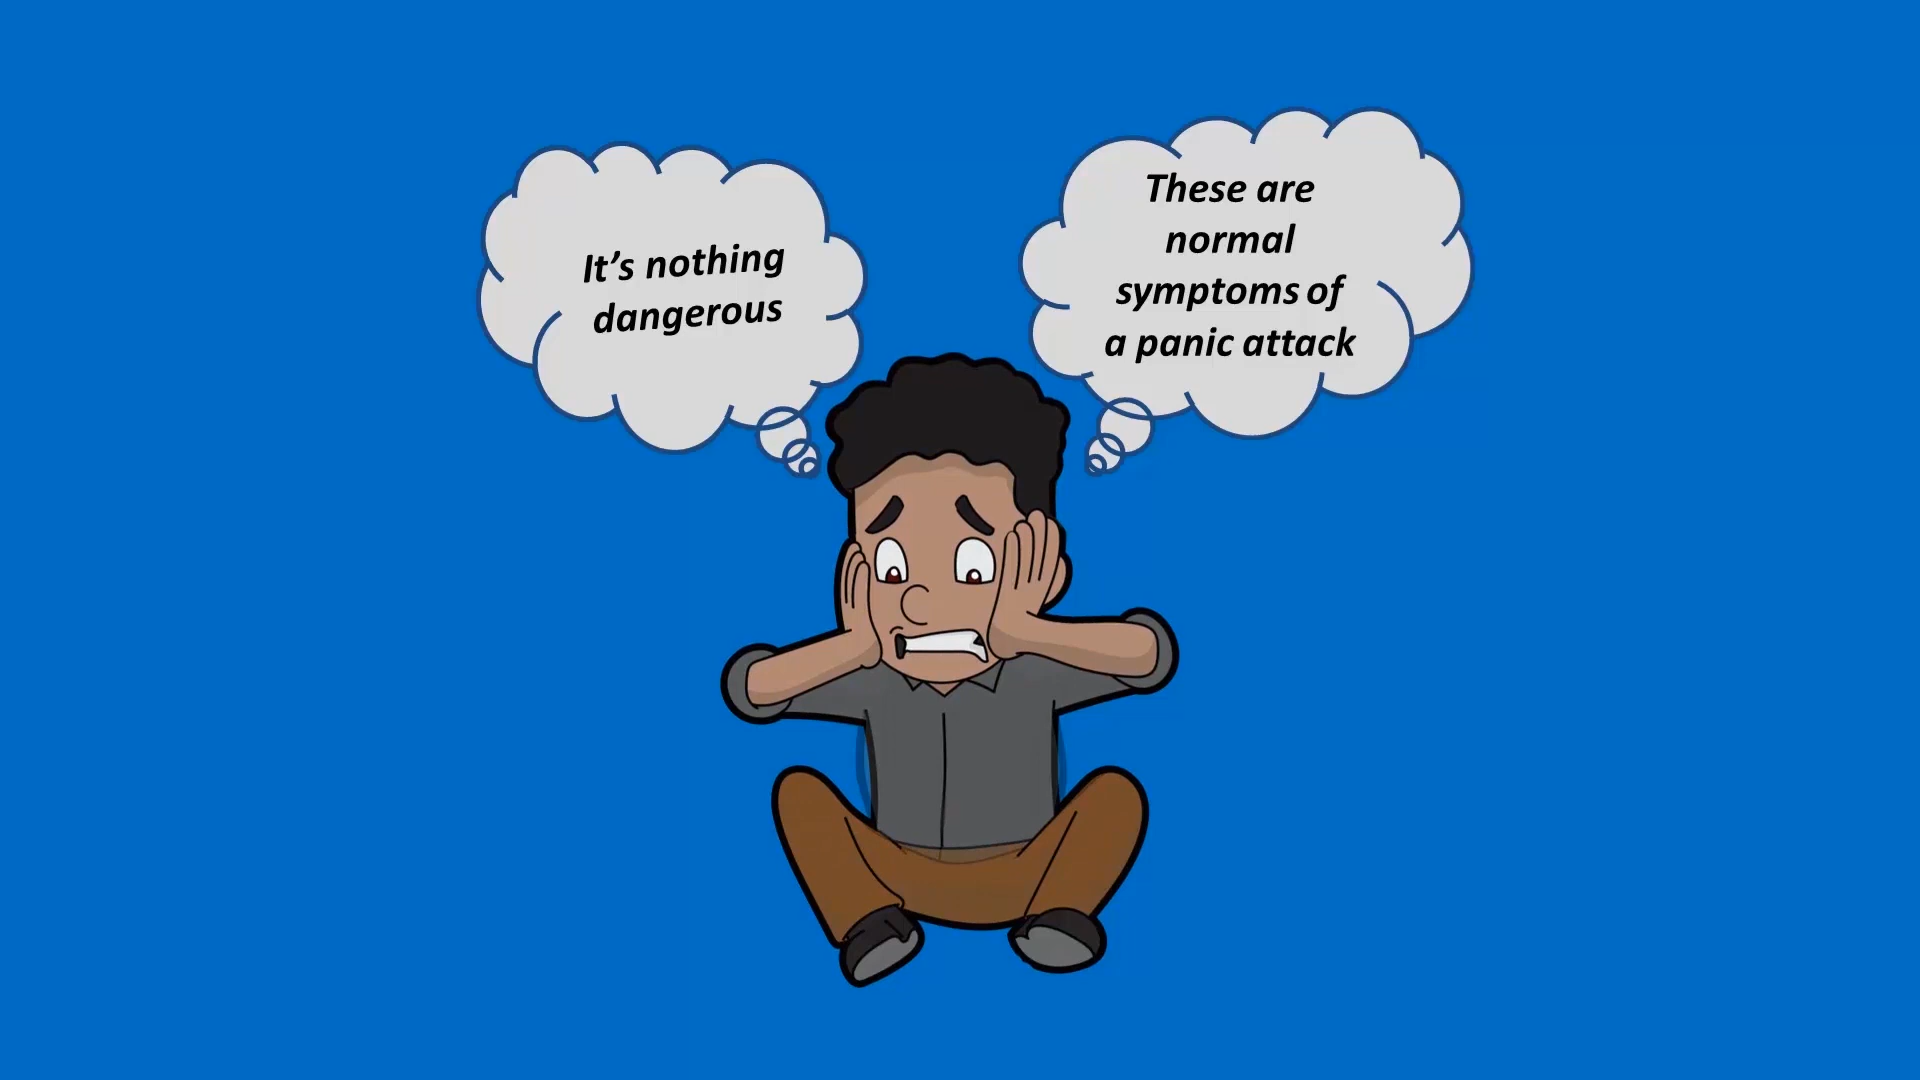 It’s nothing
dangerous
These are
normal
symptoms of
a panic attack